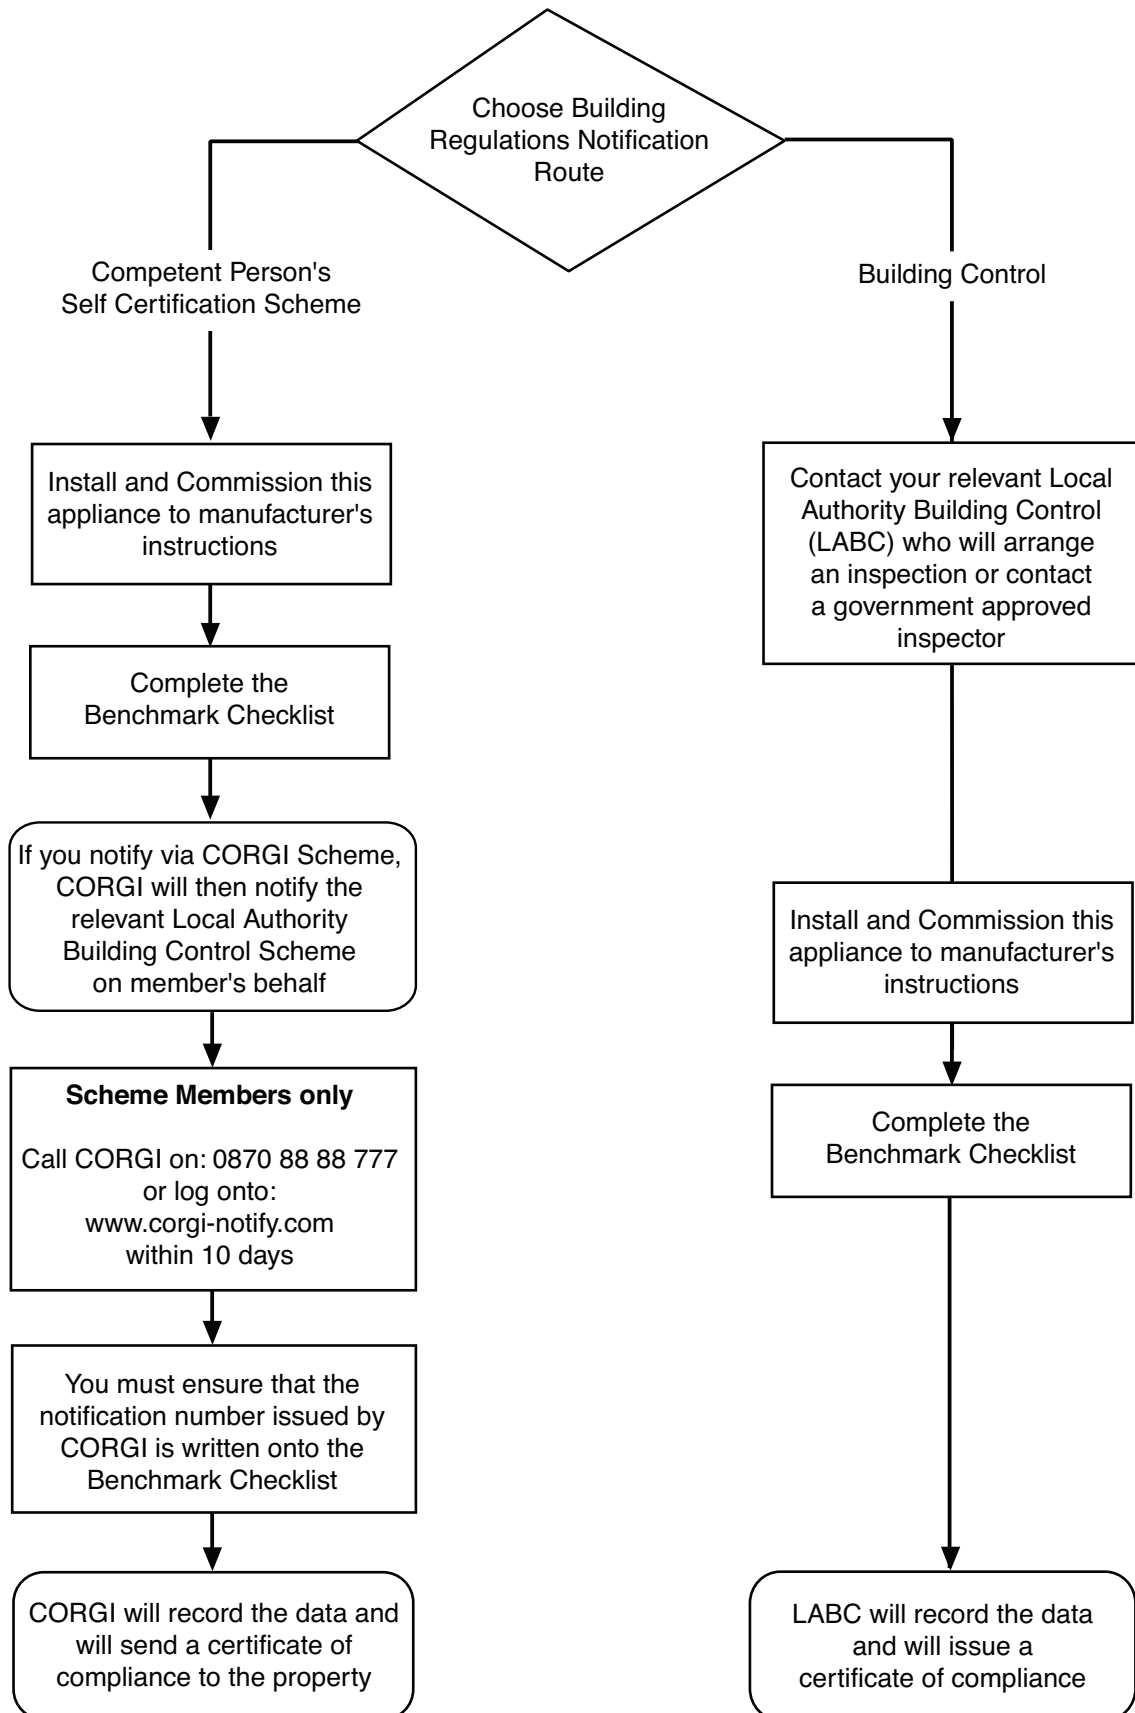 Choose Building
Regulations Notification
Route
Competent Person's
Self Certification Scheme
Building Control
Install and Commission this
appliance to manufacturer's
instructions
Contact your relevant Local
Authority Building Control
(LABC) who will arrange
an inspection or contact
a government approved
inspector
Complete the
Benchmark Checklist
If you notify via CORGI Scheme,
CORGI will then notify the
relevant Local Authority
Building Control Scheme
on member's behalf
Install and Commission this
appliance to manufacturer's
instructions
Scheme Members only
Call CORGI on: 0870 88 88 777
or log onto:
www.corgi-notify.com
within 10 days
Complete the
Benchmark Checklist
You must ensure that the
notification number issued by
CORGI is written onto the
Benchmark Checklist
CORGI will record the data and
will send a certificate of
compliance to the property
LABC will record the data
and will issue a
certificate of compliance